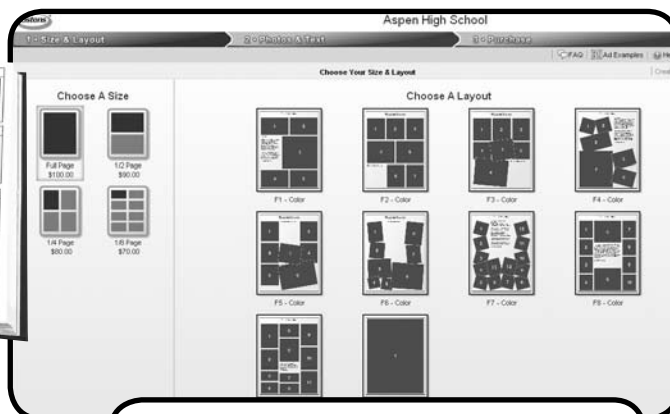 Aspen High School
1 • Size & Layout
2 • Photos & Text
3 • Purchase
FAQ
Ad Examples
Choose Your Size & Layout
Choose A Size
Choose A Layout
Full Page
$100.00
1/2 Page
$90.00
1/4 Page
$80.00
1/8 Page
$70.00
F1 - Color
F2 - Color
F3 - Color
F4 - Color
F5 - Color
F6 - Color
F7 - Color
F8 - Color